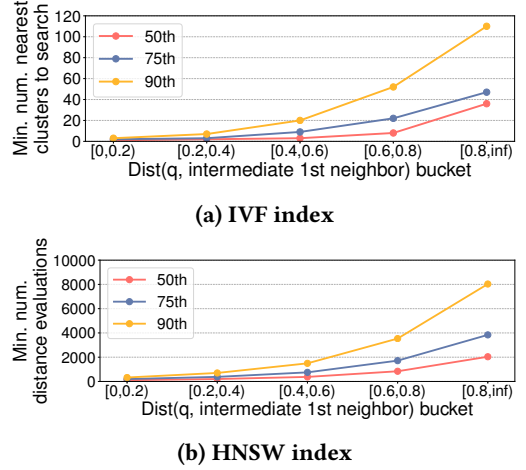 Min. num. nearest
clusters to search
120
100
80
60
40
20
0
50th
75th
90th
[0,0.2) [0.2,0.4) [0.4,0.6) [0.6,0.8) [0.8,inf)
Dist(q, intermediate 1st neighbor) bucket
(a) IVF index
Min. num.
distance evaluations
10000
8000
6000
4000
2000
0
50th
75th
90th
[0,0.2) [0.2,0.4) [0.4,0.6) [0.6,0.8) [0.8,inf)
Dist(q, intermediate 1st neighbor) bucket
(b) HNSW index